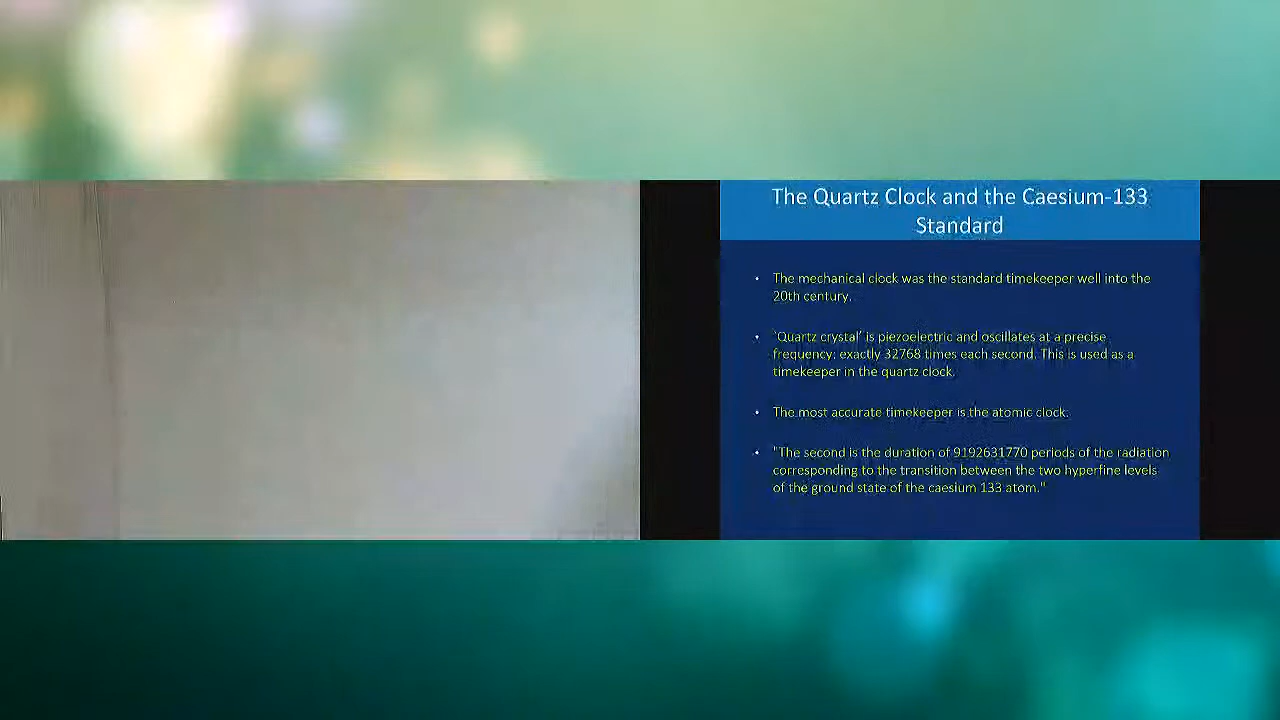 The Quartz Clock and the Caesium-133
Standard
• The mechanical clock was the standard timekeeper well into the
20th century.
• 'Quartz crystal' is piezoelectric and oscillates at a precise
frequency: exactly 32768 times each second. This is used as a
timekeeper in the quartz clock.
• The most accurate timekeeper is the atomic clock.
• "The second is the duration of 9192631770 periods of the radiation
corresponding to the transition between the two hyperfine levels
of the ground state of the caesium 133 atom."